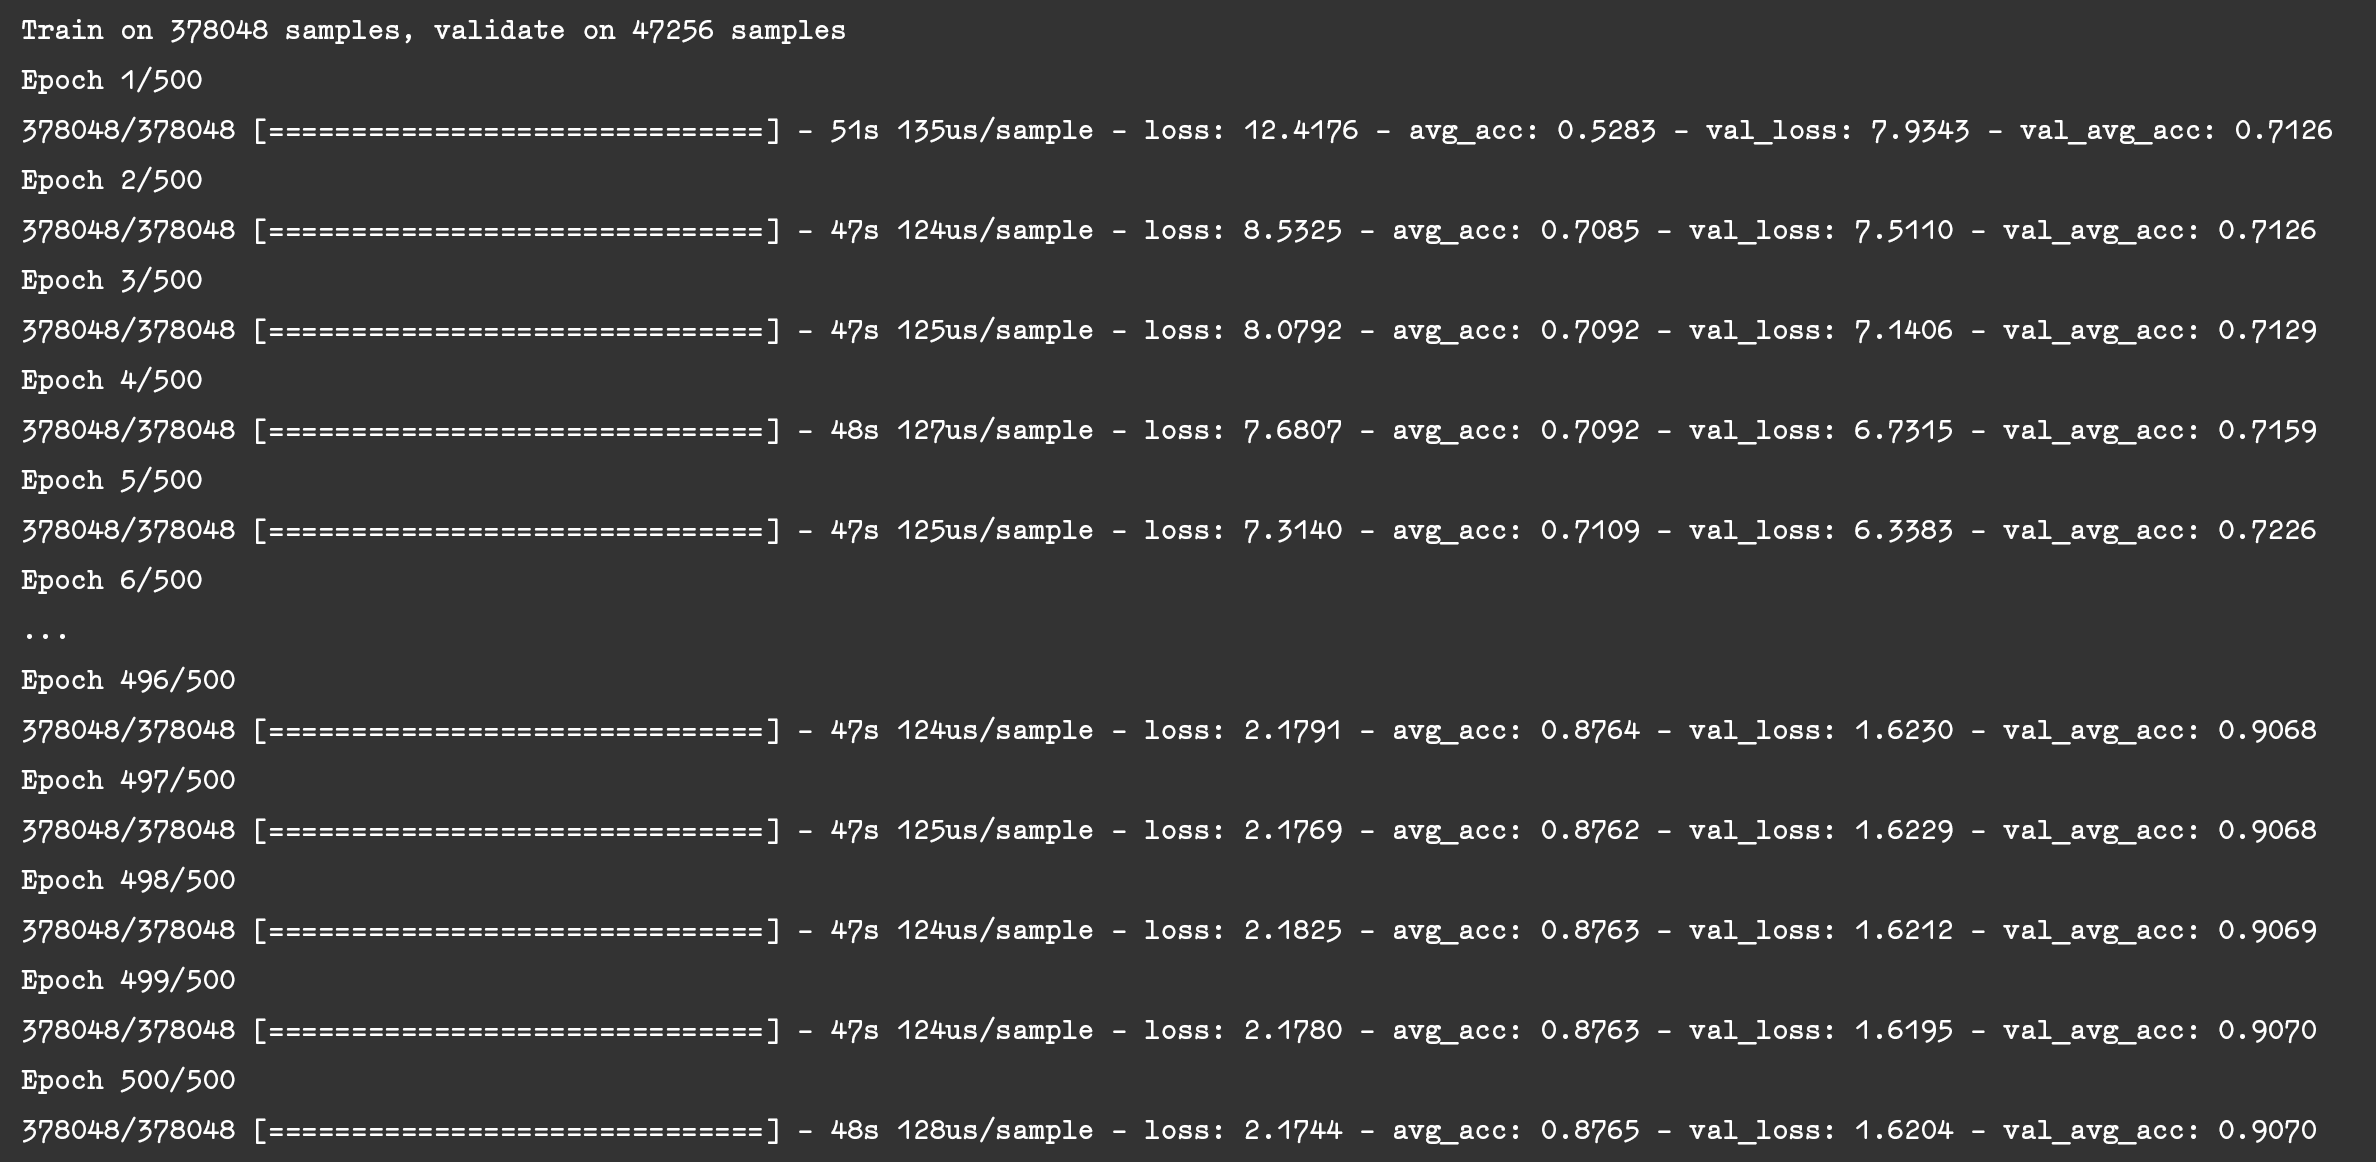 Train on 378048 samples, validate on 47256 samples
Epoch 1/500
378048/378048 [==============================] - 51s 135us/sample - loss: 12.4176 - avg_acc: 0.5283 - val_loss: 7.9343 - val_avg_acc: 0.7126
Epoch 2/500
378048/378048 [==============================] - 47s 124us/sample - loss: 8.5325 - avg_acc: 0.7085 - val_loss: 7.5110 - val_avg_acc: 0.7126
Epoch 3/500
378048/378048 [==============================] - 47s 125us/sample - loss: 8.0792 - avg_acc: 0.7092 - val_loss: 7.1406 - val_avg_acc: 0.7129
Epoch 4/500
378048/378048 [==============================] - 48s 127us/sample - loss: 7.6807 - avg_acc: 0.7092 - val_loss: 6.7315 - val_avg_acc: 0.7159
Epoch 5/500
378048/378048 [==============================] - 47s 125us/sample - loss: 7.3140 - avg_acc: 0.7109 - val_loss: 6.3383 - val_avg_acc: 0.7226
Epoch 6/500
...
Epoch 496/500
378048/378048 [==============================] - 47s 124us/sample - loss: 2.1791 - avg_acc: 0.8764 - val_loss: 1.6230 - val_avg_acc: 0.9068
Epoch 497/500
378048/378048 [==============================] - 47s 125us/sample - loss: 2.1769 - avg_acc: 0.8762 - val_loss: 1.6229 - val_avg_acc: 0.9068
Epoch 498/500
378048/378048 [==============================] - 47s 124us/sample - loss: 2.1825 - avg_acc: 0.8763 - val_loss: 1.6212 - val_avg_acc: 0.9069
Epoch 499/500
378048/378048 [==============================] - 47s 124us/sample - loss: 2.1780 - avg_acc: 0.8763 - val_loss: 1.6195 - val_avg_acc: 0.9070
Epoch 500/500
378048/378048 [==============================] - 48s 128us/sample - loss: 2.1744 - avg_acc: 0.8765 - val_loss: 1.6204 - val_avg_acc: 0.9070